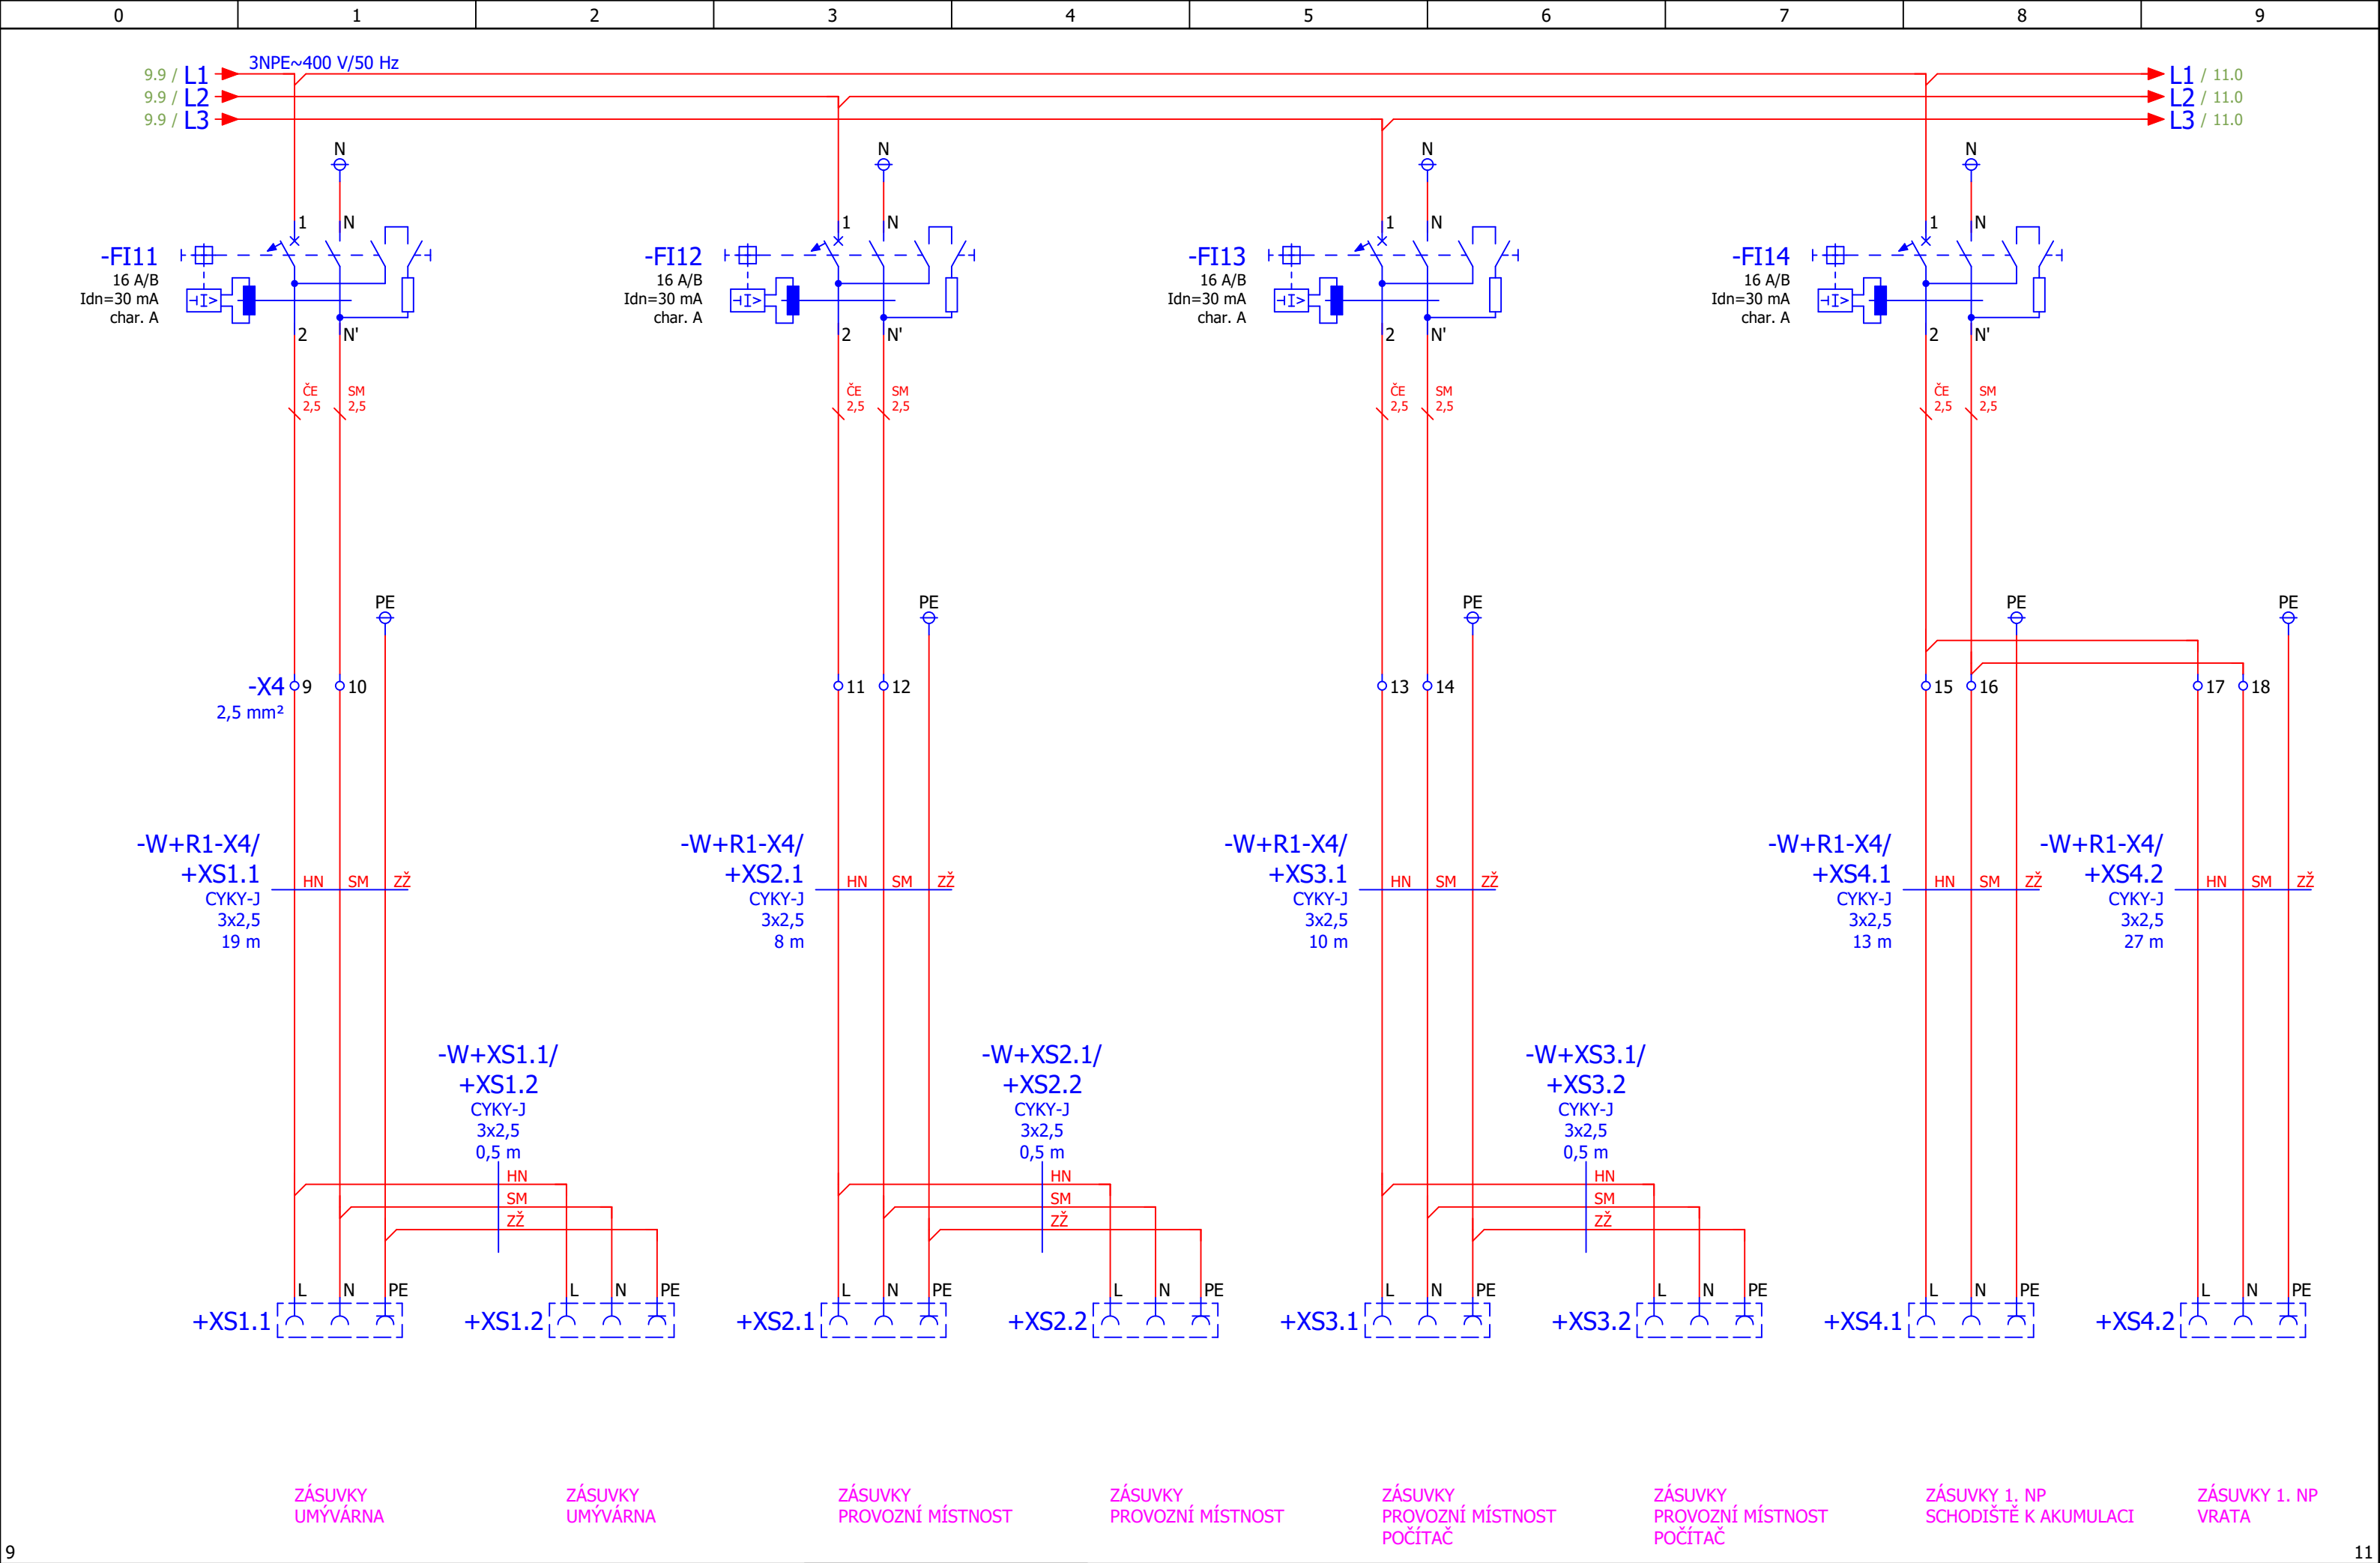 0 1 2 3 4 5 6 7 8 9
3NPE~400 V/50 Hz
9.9 / L1 L1 / 11.0
9.9 / L2 L2 / 11.0
9.9 / L3 L3 / 11.0
N N N N
1 N 1 N 1 N 1 N
-FI11 -FI12 -FI13 -FI14
16 A/B 16 A/B 16 A/B 16 A/B
Idn=30 mA Idn=30 mA Idn=30 mA Idn=30 mA
I> I> I> I>
char. A char. A char. A char. A
2 N' 2 N' 2 N' 2 N'
ČE SM ČE SM ČE SM ČE SM
2,5 2,5 2,5 2,5 2,5 2,5 2,5 2,5
PE PE PE PE PE
-X4 9 10 11 12 13 14 15 16 17 18
2,5 mm²
-W+R1-X4/ -W+R1-X4/ -W+R1-X4/ -W+R1-X4/ -W+R1-X4/
+XS1.1 +XS2.1 +XS3.1 +XS4.1 +XS4.2
HN SM ZŽ HN SM ZŽ HN SM ZŽ HN SM ZŽ HN SM ZŽ
CYKY-J CYKY-J CYKY-J CYKY-J CYKY-J
3x2,5 3x2,5 3x2,5 3x2,5 3x2,5
19 m 8 m 10 m 13 m 27 m
-W+XS1.1/ -W+XS2.1/ -W+XS3.1/
+XS1.2 +XS2.2 +XS3.2
CYKY-J CYKY-J CYKY-J
3x2,5 3x2,5 3x2,5
0,5 m 0,5 m 0,5 m
HN HN HN
SM SM SM
ZŽ ZŽ ZŽ
L N PE L N PE L N PE L N PE L N PE L N PE L N PE L N PE
+XS1.1 +XS1.2 +XS2.1 +XS2.2 +XS3.1 +XS3.2 +XS4.1 +XS4.2
ZÁSUVKY ZÁSUVKY ZÁSUVKY ZÁSUVKY ZÁSUVKY ZÁSUVKY ZÁSUVKY 1. NP ZÁSUVKY 1. NP
UMÝVÁRNA UMÝVÁRNA PROVOZNÍ MÍSTNOST PROVOZNÍ MÍSTNOST PROVOZNÍ MÍSTNOST PROVOZNÍ MÍSTNOST SCHODIŠTĚ K AKUMULACI VRATA
POČÍTAČ POČÍTAČ
9 11